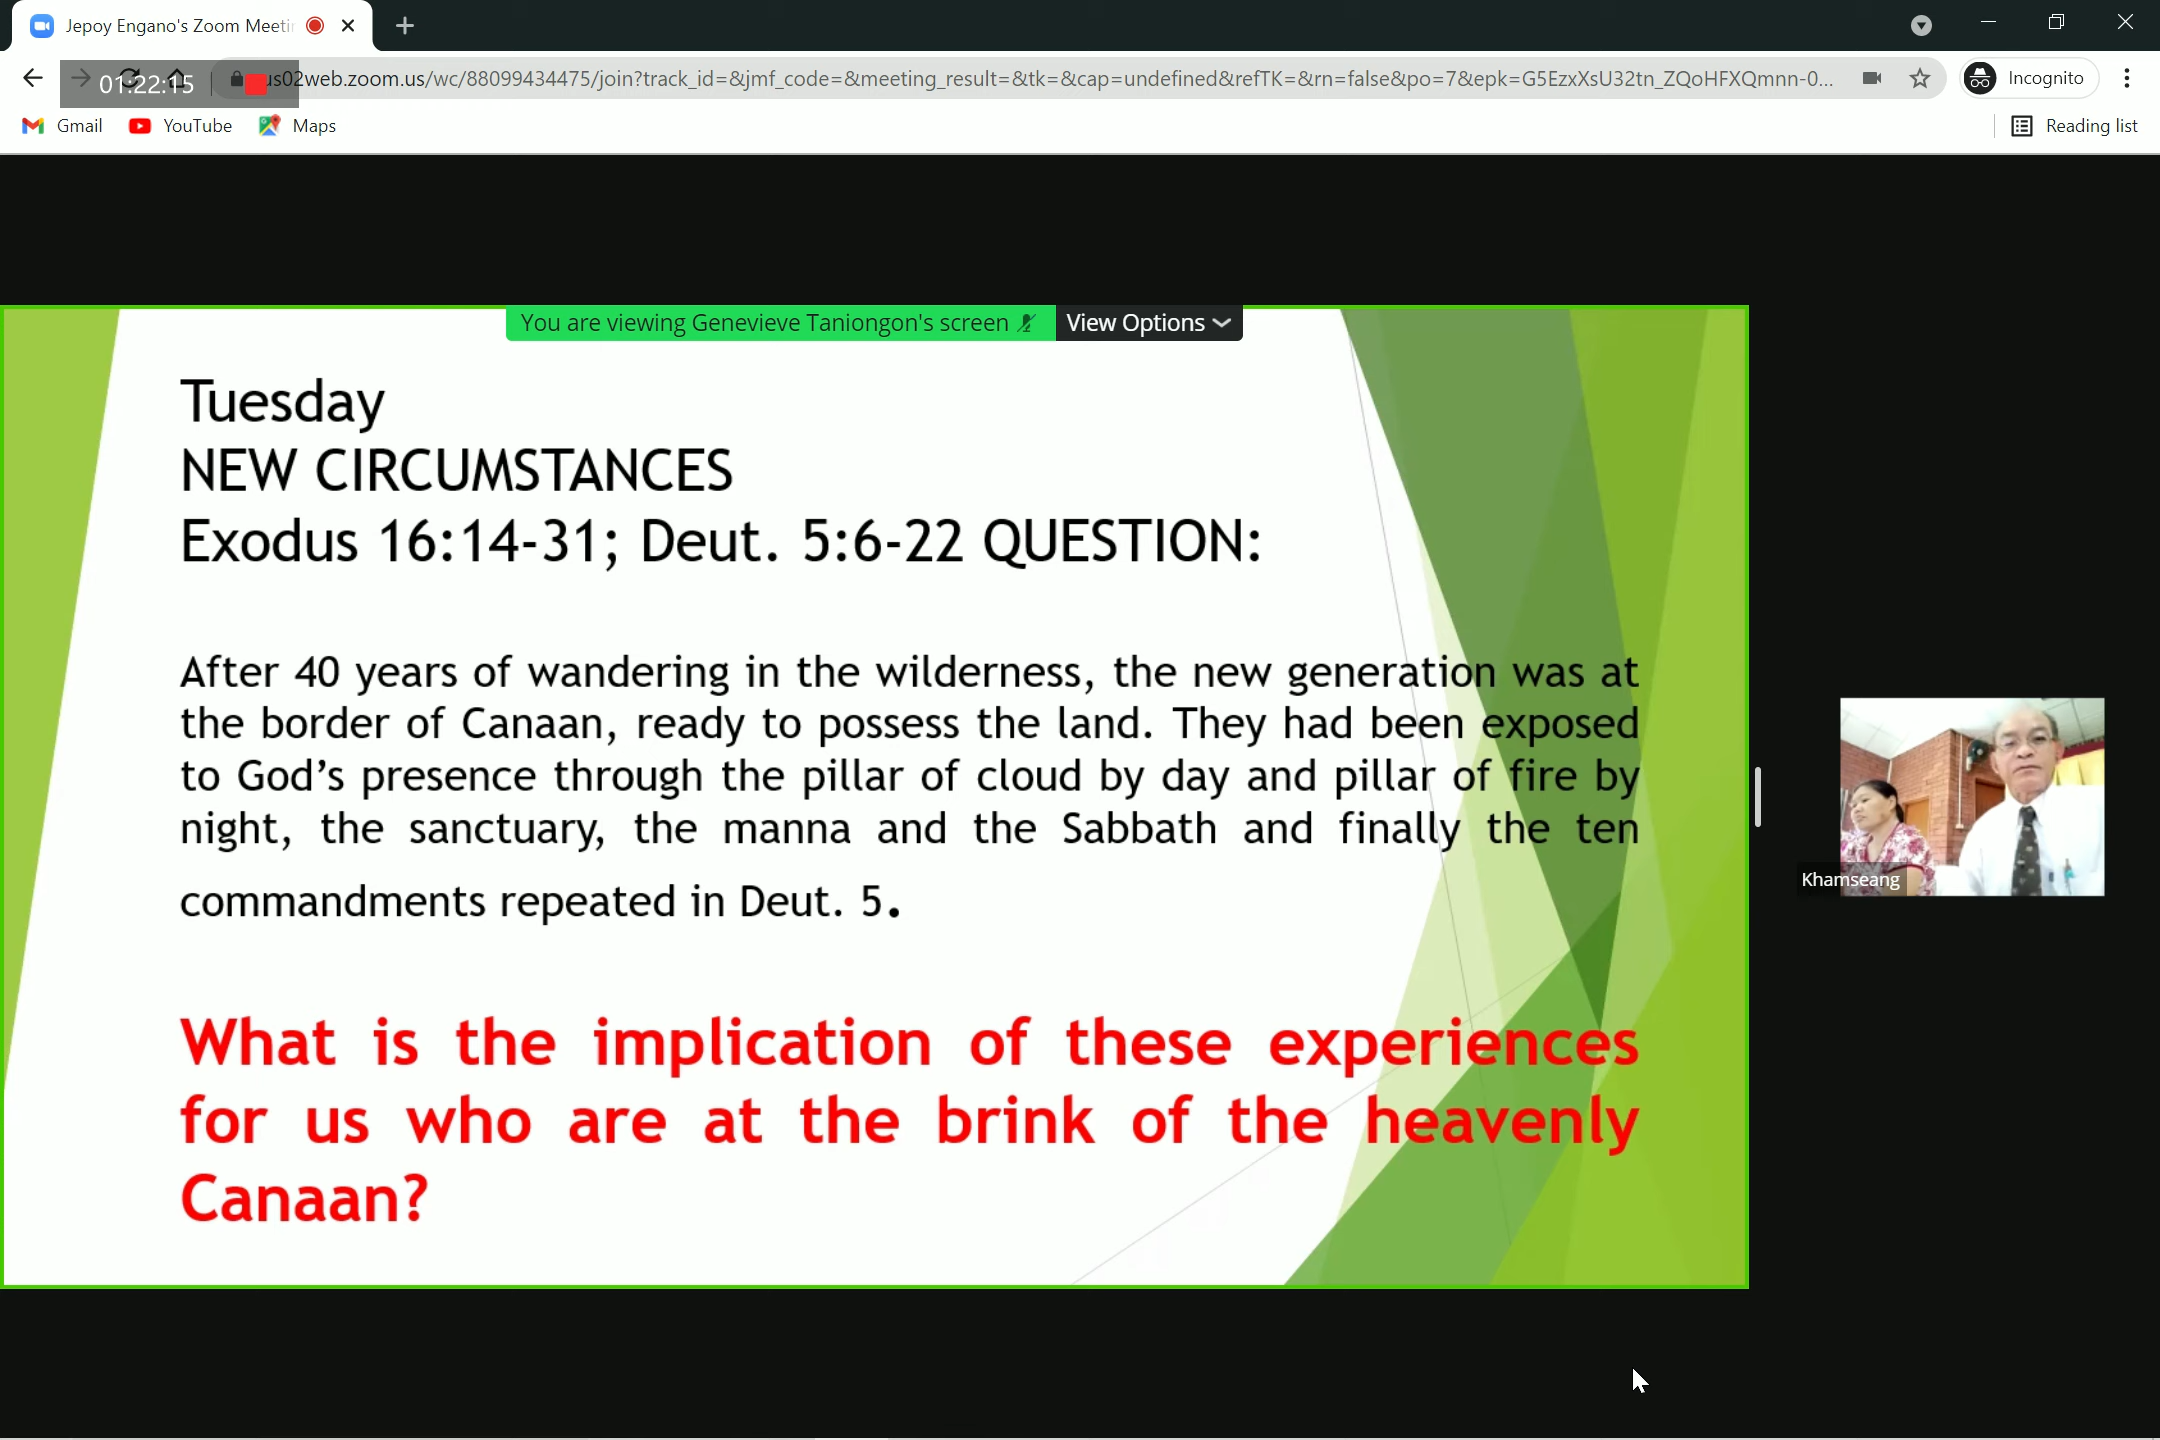 Jepoy Engano's Zoom Meeti
01:22:15
us02web.zoom.us/wc/88099434475/join?track_id=&jmf_code=&meeting_result=&tk=&cap=undefined&refTK=&rn=false&po=7&epk=G5EzxXsU32tn_ZQoHFXQmnn-0...
Incognito
Gmail
YouTube
Maps
Reading list
You are viewing Genevieve Taniongon's screen
View Options
Tuesday
NEW CIRCUMSTANCES
Exodus 16:14-31; Deut. 5:6-22 QUESTION:
After 40 years of wandering in the wilderness, the new generation was at
the border of Canaan, ready to possess the land. They had been exposed
to God’s presence through the pillar of cloud by day and pillar of fire by
night, the sanctuary, the manna and the Sabbath and finally the ten
commandments repeated in Deut. 5.
What is the implication of these experiences
for us who are at the brink of the heavenly
Canaan?
Khamseang